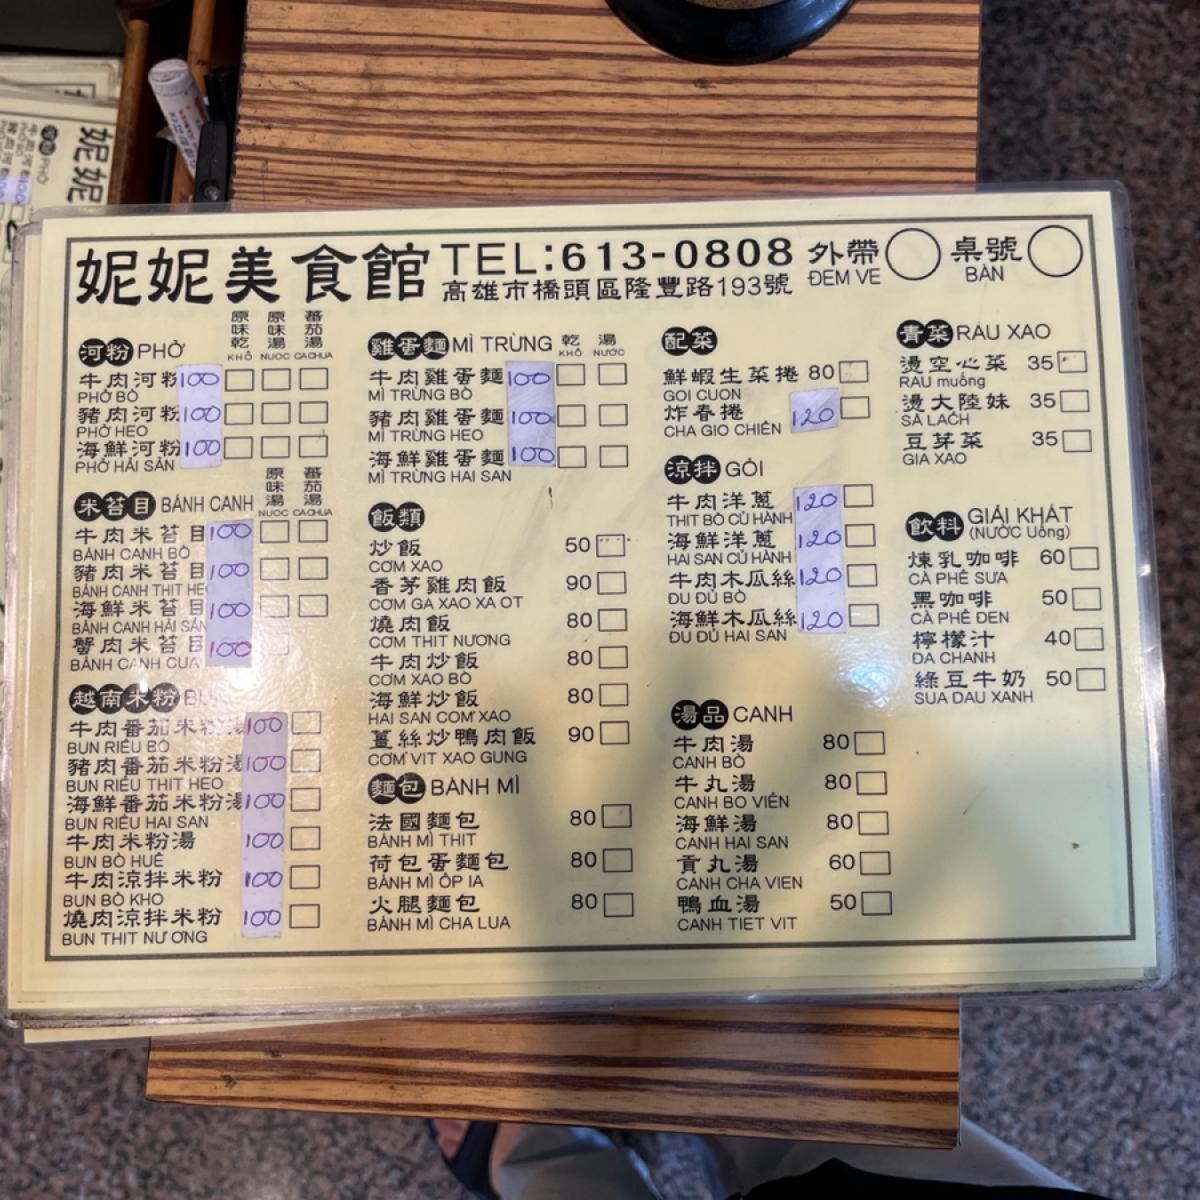 妮妮美食館 TEL:613-0808
高雄市橋頭區隆豐路193號
外帶 ĐEM VE
桌號 BÀN
河粉 PHỞ
原味乾 KHÔ 原味湯 NUOC 蕃茄湯 CACHUA
牛肉河粉 100
PHỞ BÒ
豬肉河粉 100
PHỞ HEO
海鮮河粉 100
PHỞ HẢI SẢN
米苔目 BÁNH CANH
原味湯 NUOC 蕃茄湯 CACHUA
牛肉米苔目 100
BÁNH CANH BÒ
豬肉米苔目 100
BÁNH CANH THIT HEO
海鮮米苔目 100
BÁNH CANH HẢI SẢN
蟹肉米苔目 100
BÁNH CANH CUA
越南米粉 BUN
牛肉番茄米粉湯 100
BUN RIÊU BÒ
豬肉番茄米粉湯 100
BUN RIÊU THIT HEO
海鮮番茄米粉湯 100
BUN RIÊU HAI SAN
牛肉米粉湯 100
BUN BÒ HUÊ
牛肉涼拌米粉 100
BUN BÒ KHO
燒肉涼拌米粉 100
BUN THIT NƯƠNG
雞蛋麵 MÌ TRÙNG
乾 KHÔ 湯 NƯỚC
牛肉雞蛋麵 100
MÌ TRỪNG BÒ
豬肉雞蛋麵 100
MÌ TRỪNG HEO
海鮮雞蛋麵 100
MÌ TRỪNG HAI SAN
飯類
炒飯 50
CƠM XAO
香茅雞肉飯 90
CƠM GA XAO XA OT
燒肉飯 80
CƠM THIT NƯƠNG
牛肉炒飯 80
CƠM XAO BÒ
海鮮炒飯 80
HAI SAN COM XAO
薑絲炒鴨肉飯 90
CƠM VIT XAO GUNG
麵包 BÁNH MÌ
法國麵包 80
BÁNH MÌ THIT
荷包蛋麵包 80
BÁNH MÌ ỐP IA
火腿麵包 80
BÁNH MÌ CHA LUA
配菜
鮮蝦生菜捲 80
GOI CUON
炸春捲 120
CHA GIO CHIÊN
涼拌 GỎI
牛肉洋蔥 120
THIT BÒ CỦ HÀNH
海鮮洋蔥 120
HAI SAN CỦ HÀNH
牛肉木瓜絲 120
ĐU ĐỦ BÒ
海鮮木瓜絲 120
ĐU ĐỦ HAI SAN
湯品 CANH
牛肉湯 80
CANH BÒ
牛丸湯 80
CANH BO VIÊN
海鮮湯 80
CANH HAI SAN
貢丸湯 60
CANH CHA VIEN
鴨血湯 50
CANH TIET VIT
青菜 RAU XAO
燙空心菜 35
RAU muống
燙大陸妹 35
SÀ LACH
豆芽菜 35
GIA XAO
飲料 GIẢI KHÁT
(NƯỚC Uống)
煉乳咖啡 60
CÀ PHÊ SƯA
黑咖啡 50
CÀ PHÊ ĐEN
檸檬汁 40
ĐA CHANH
綠豆牛奶 50
SUA DAU XANH